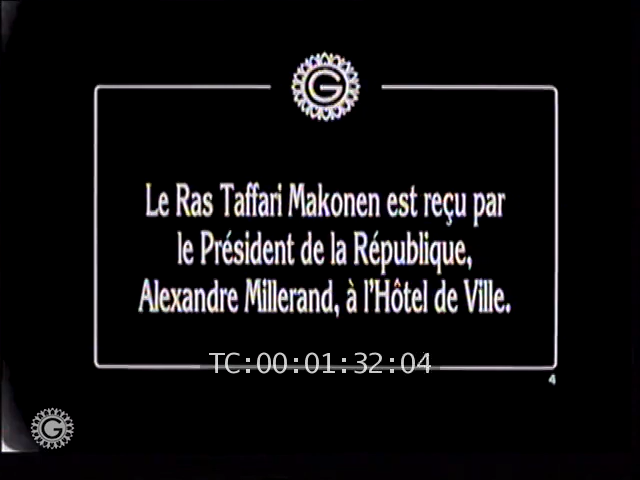 G
Le Ras Taffari Makonen est reçu par
le Président de la République,
Alexandre Millerand, à l'Hôtel de Ville.
TC:00:01:32:04
4
G